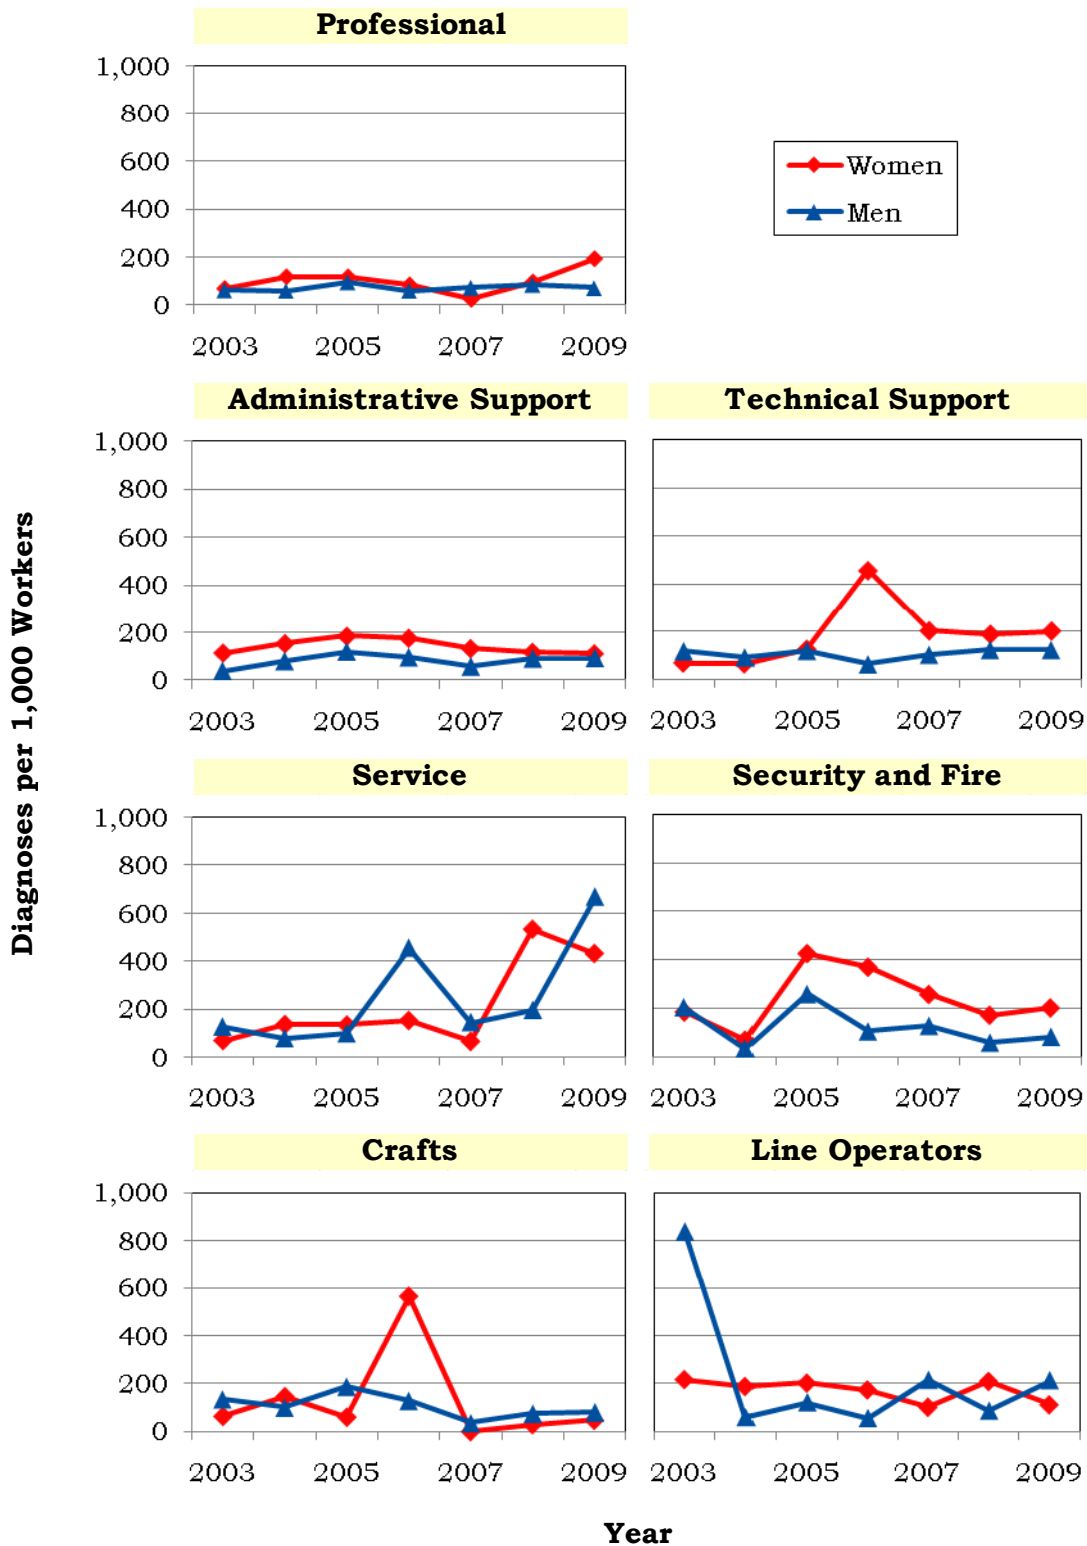 Professional
1,000
800
600
400
200
0
2003 2005 2007 2009
Women
Men
Administrative Support
Technical Support
1,000
800
600
400
200
0
2003 2005 2007 2009
2003 2005 2007 2009
Service
Security and Fire
1,000
800
600
400
200
0
2003 2005 2007 2009
2003 2005 2007 2009
Crafts
Line Operators
1,000
800
600
400
200
0
2003 2005 2007 2009
2003 2005 2007 2009
Diagnoses per 1,000 Workers
Year